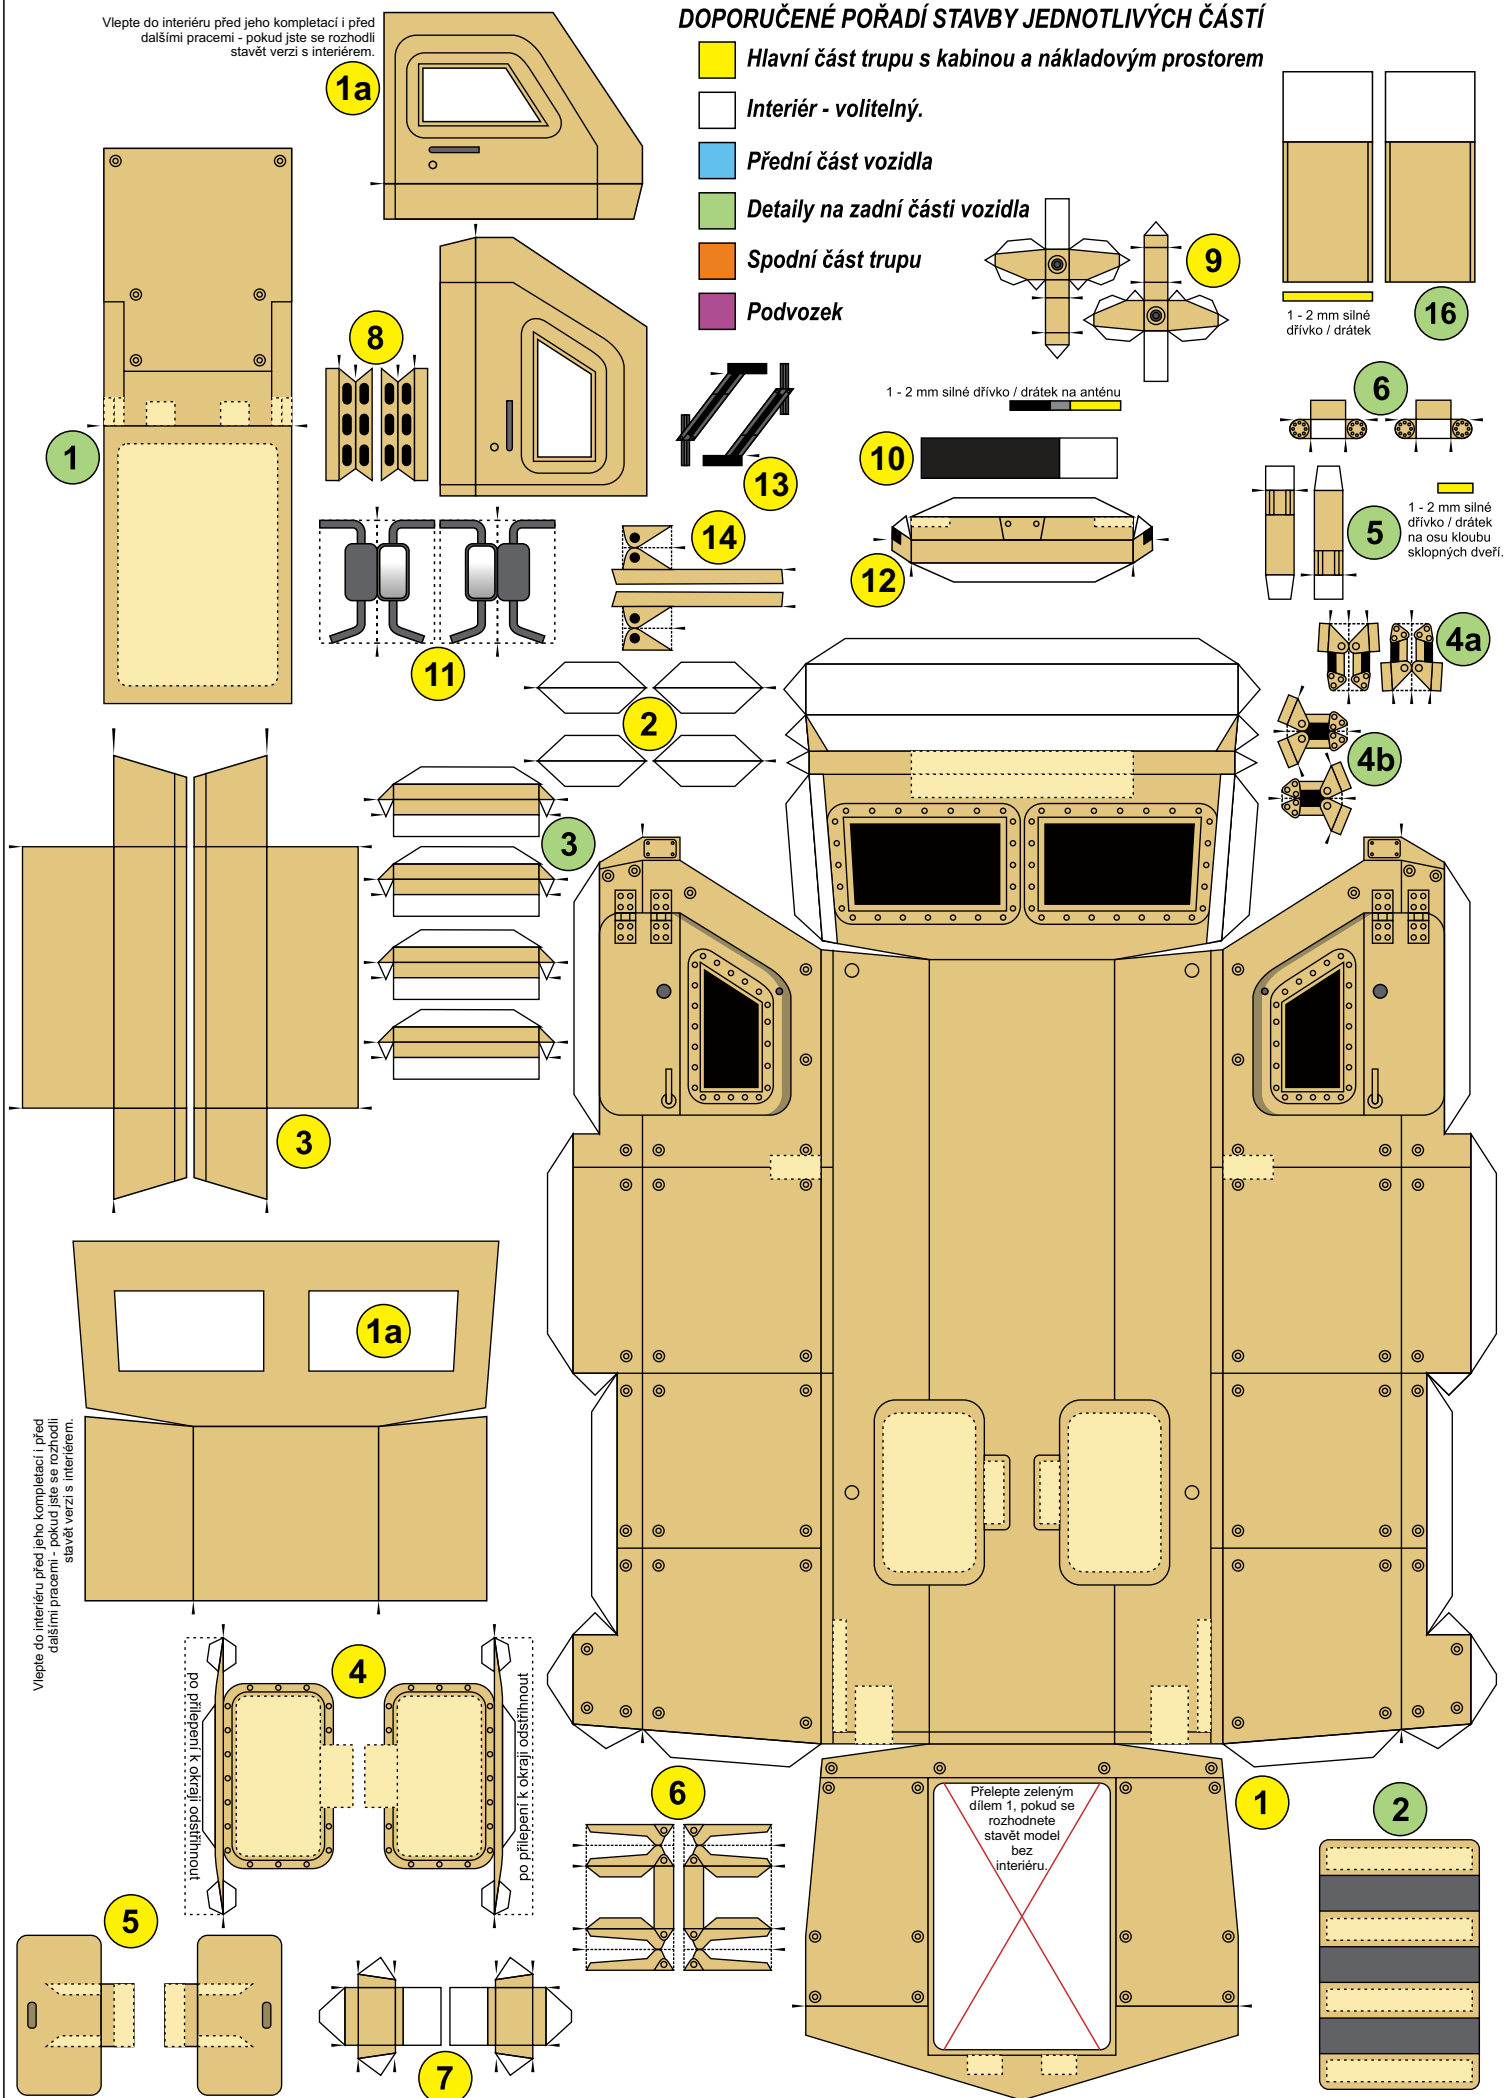 Vlepte do interiéru před jeho kompletací i před
dalšími pracemi - pokud jste se rozhodli
stavět verzi s interiérem.
1a
DOPORUČENÉ POŘADÍ STAVBY JEDNOTLIVÝCH ČÁSTÍ
Hlavní část trupu s kabinou a nákladovým prostorem
Interiér - volitelný.
Přední část vozidla
Detaily na zadní části vozidla
Spodní část trupu
Podvozek
9
1 - 2 mm silné
dřívko / drátek
16
8
1 - 2 mm silné dřívko / drátek na anténu
6
1
10
13
1 - 2 mm silné
dřívko / drátek
na osu kloubu
sklopných dveří.
5
14
12
11
4a
2
4b
3
3
1a
Vlepte do interiéru před jeho kompletací i před
dalšími pracemi - pokud jste se rozhodli
stavět verzi s interiérem.
4
po přilepení k okraji odstřihnout
po přilepení k okraji odstřihnout
6
1
Přelepte zeleným
dílem 1, pokud se
rozhodnete
stavět model
bez
interiéru.
2
5
7